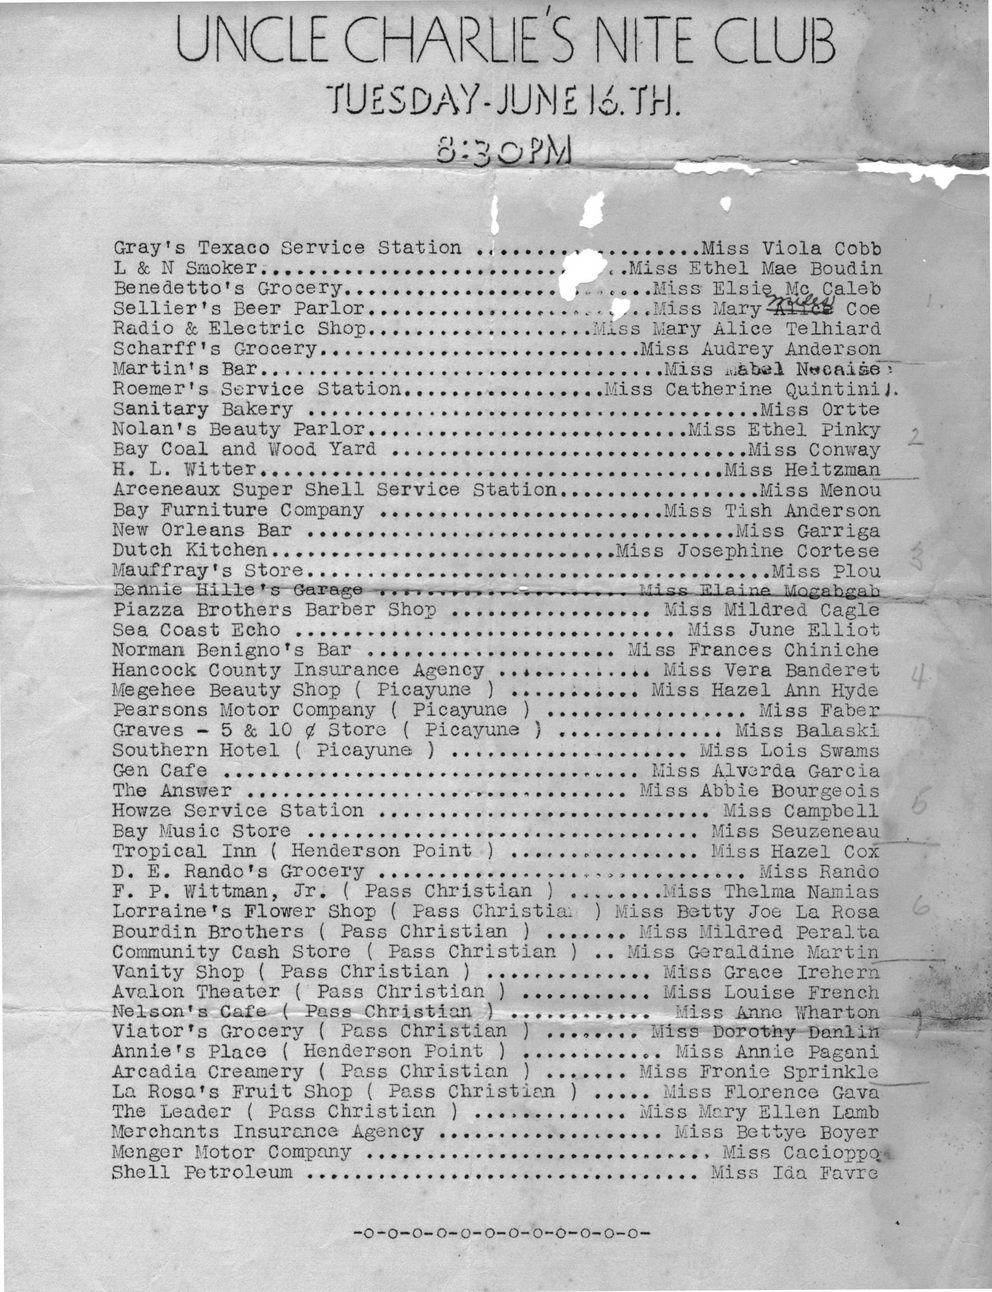 UNCLE CHARLIE'S NITE CLUB
TUESDAY-JUNE 16.TH.
8:30PM
Gray's Texaco Service Station ...................Miss Viola Cobb
L & N Smoker..............................Miss Ethel Mae Boudin
Benedetto's Grocery..........................Miss Elsie Mc Caleb
Sellier's Beer Parlor........................Miss Mary Alice Miles Coe
Radio & Electric Shop...................Miss Mary Alice Telhiard
Scharff's Grocery...........................Miss Audrey Anderson
Martin's Bar..................................Miss Mabel Necaise
Roemer's Service Station.................Miss Catherine Quintini
Sanitary Bakery ......................................Miss Ortte
Nolan's Beauty Parlor...........................Miss Ethel Pinky 2
Bay Coal and Wood Yard ...............................Miss Conway
H. L. Witter.......................................Miss Heitzman
Arceneaux Super Shell Service Station.................Miss Menou
Bay Furniture Company ........................Miss Tish Anderson
New Orleans Bar ....................................Miss Garriga
Dutch Kitchen.............................Miss Josephine Cortese 3
Mauffray's Store.......................................Miss Plou
Bennie Hille's Garage ..................... Miss Elaine Mogabgab
Piazza Brothers Barber Shop ................. Miss Mildred Cagle
Sea Coast Echo ................................ Miss June Elliot
Norman Benigno's Bar ..................... Miss Frances Chiniche
Hancock County Insurance Agency ............. Miss Vera Banderet
Megehee Beauty Shop ( Picayune ) ........... Miss Hazel Ann Hyde 4
Pearsons Motor Company ( Picayune ) ................. Miss Faber
Graves - 5 & 10 ¢ Store ( Picayune ) .............. Miss Balaski
Southern Hotel ( Picayune ) .................... Miss Lois Swams
Gen Cafe ................................... Miss Alverda Garcia
The Answer ................................ Miss Abbie Bourgeois
Howze Service Station ............................ Miss Campbell 5
Bay Music Store ................................. Miss Seuzeneau
Tropical Inn ( Henderson Point ) ................ Miss Hazel Cox
D. E. Rando's Grocery ............................... Miss Rando
F. P. Wittman, Jr. ( Pass Christian ) ........Miss Thelma Namias
Lorraine's Flower Shop ( Pass Christian ) Miss Betty Joe La Rosa 6
Bourdin Brothers ( Pass Christian ) ....... Miss Mildred Peralta
Community Cash Store ( Pass Christian ) .. Miss Geraldine Martin
Vanity Shop ( Pass Christian ) .............. Miss Grace Irehern
Avalon Theater ( Pass Christian ) ........... Miss Louise French
Nelson's Cafe ( Pass Christian ) ............ Miss Anne Wharton
Viator's Grocery ( Pass Christian ) ........ Miss Dorothy Danlin
Annie's Place ( Henderson Point ) ............ Miss Annie Pagani
Arcadia Creamery ( Pass Christian ) ....... Miss Fronie Sprinkle
La Rosa's Fruit Shop ( Pass Christian ) ..... Miss Florence Gava
The Leader ( Pass Christian ) ............. Miss Mary Ellen Lamb
Merchants Insurance Agency ................... Miss Bettye Boyer
Menger Motor Company ............................. Miss Cacioppo
Shell Petroleum ................................. Miss Ida Favre
-o-o-o-o-o-o-o-o-o-o-o-o-